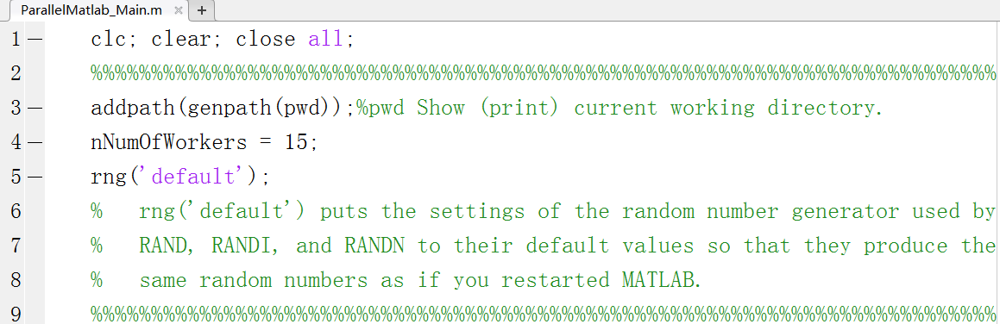 ParallelMatlab_Main.m × +
1 — clc; clear; close all;
2 %%%%%%%%%%%%%%%%%%%%%%%%%%%%%%%%%%%%%%%%%%%%%%%%%%%%%%%%%%%%%%%%%%%%%%%%%%%
3 — addpath(genpath(pwd));%pwd Show (print) current working directory.
4 — nNumOfWorkers = 15;
5 — rng('default');
6 %   rng('default') puts the settings of the random number generator used by
7 %   RAND, RANDI, and RANDN to their default values so that they produce the
8 %   same random numbers as if you restarted MATLAB.
9 %%%%%%%%%%%%%%%%%%%%%%%%%%%%%%%%%%%%%%%%%%%%%%%%%%%%%%%%%%%%%%%%%%%%%%%%%%%